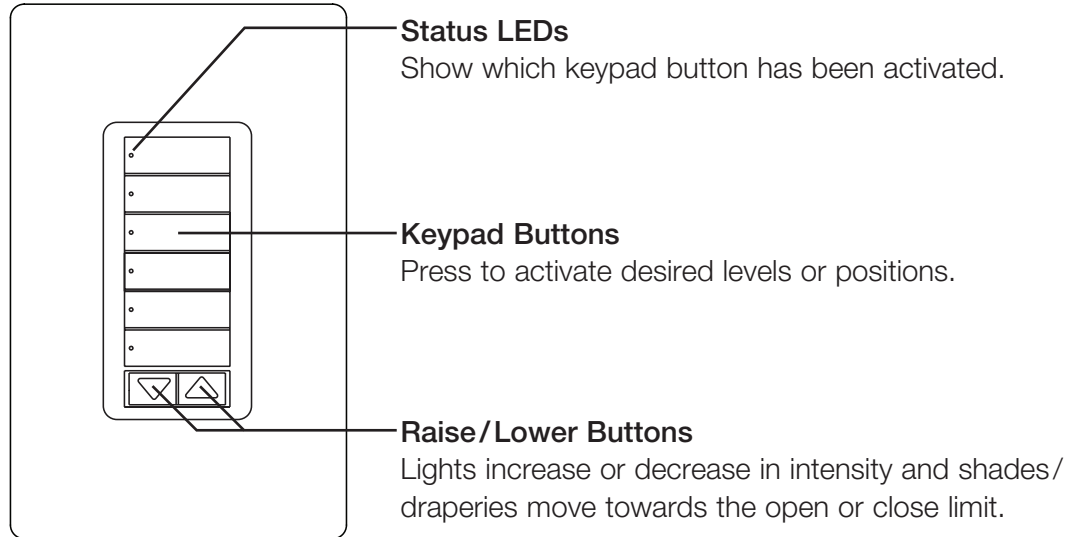 Status LEDs
Show which keypad button has been activated.
Keypad Buttons
Press to activate desired levels or positions.
Raise/Lower Buttons
Lights increase or decrease in intensity and shades/
draperies move towards the open or close limit.